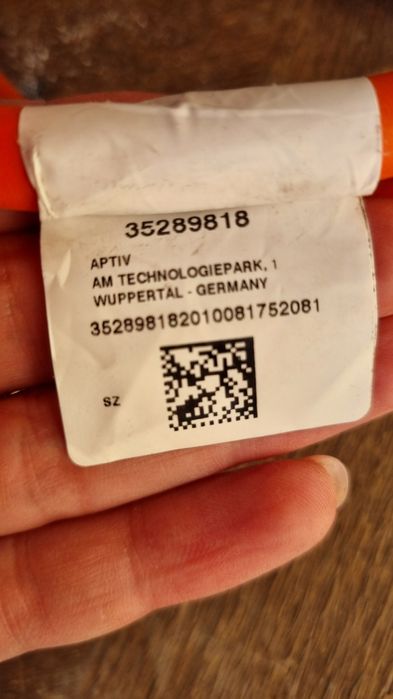 35289818
APTIV
AM TECHNOLOGIEPARK, 1
WUPPERTAL - GERMANY
352898182010081752081
SZ